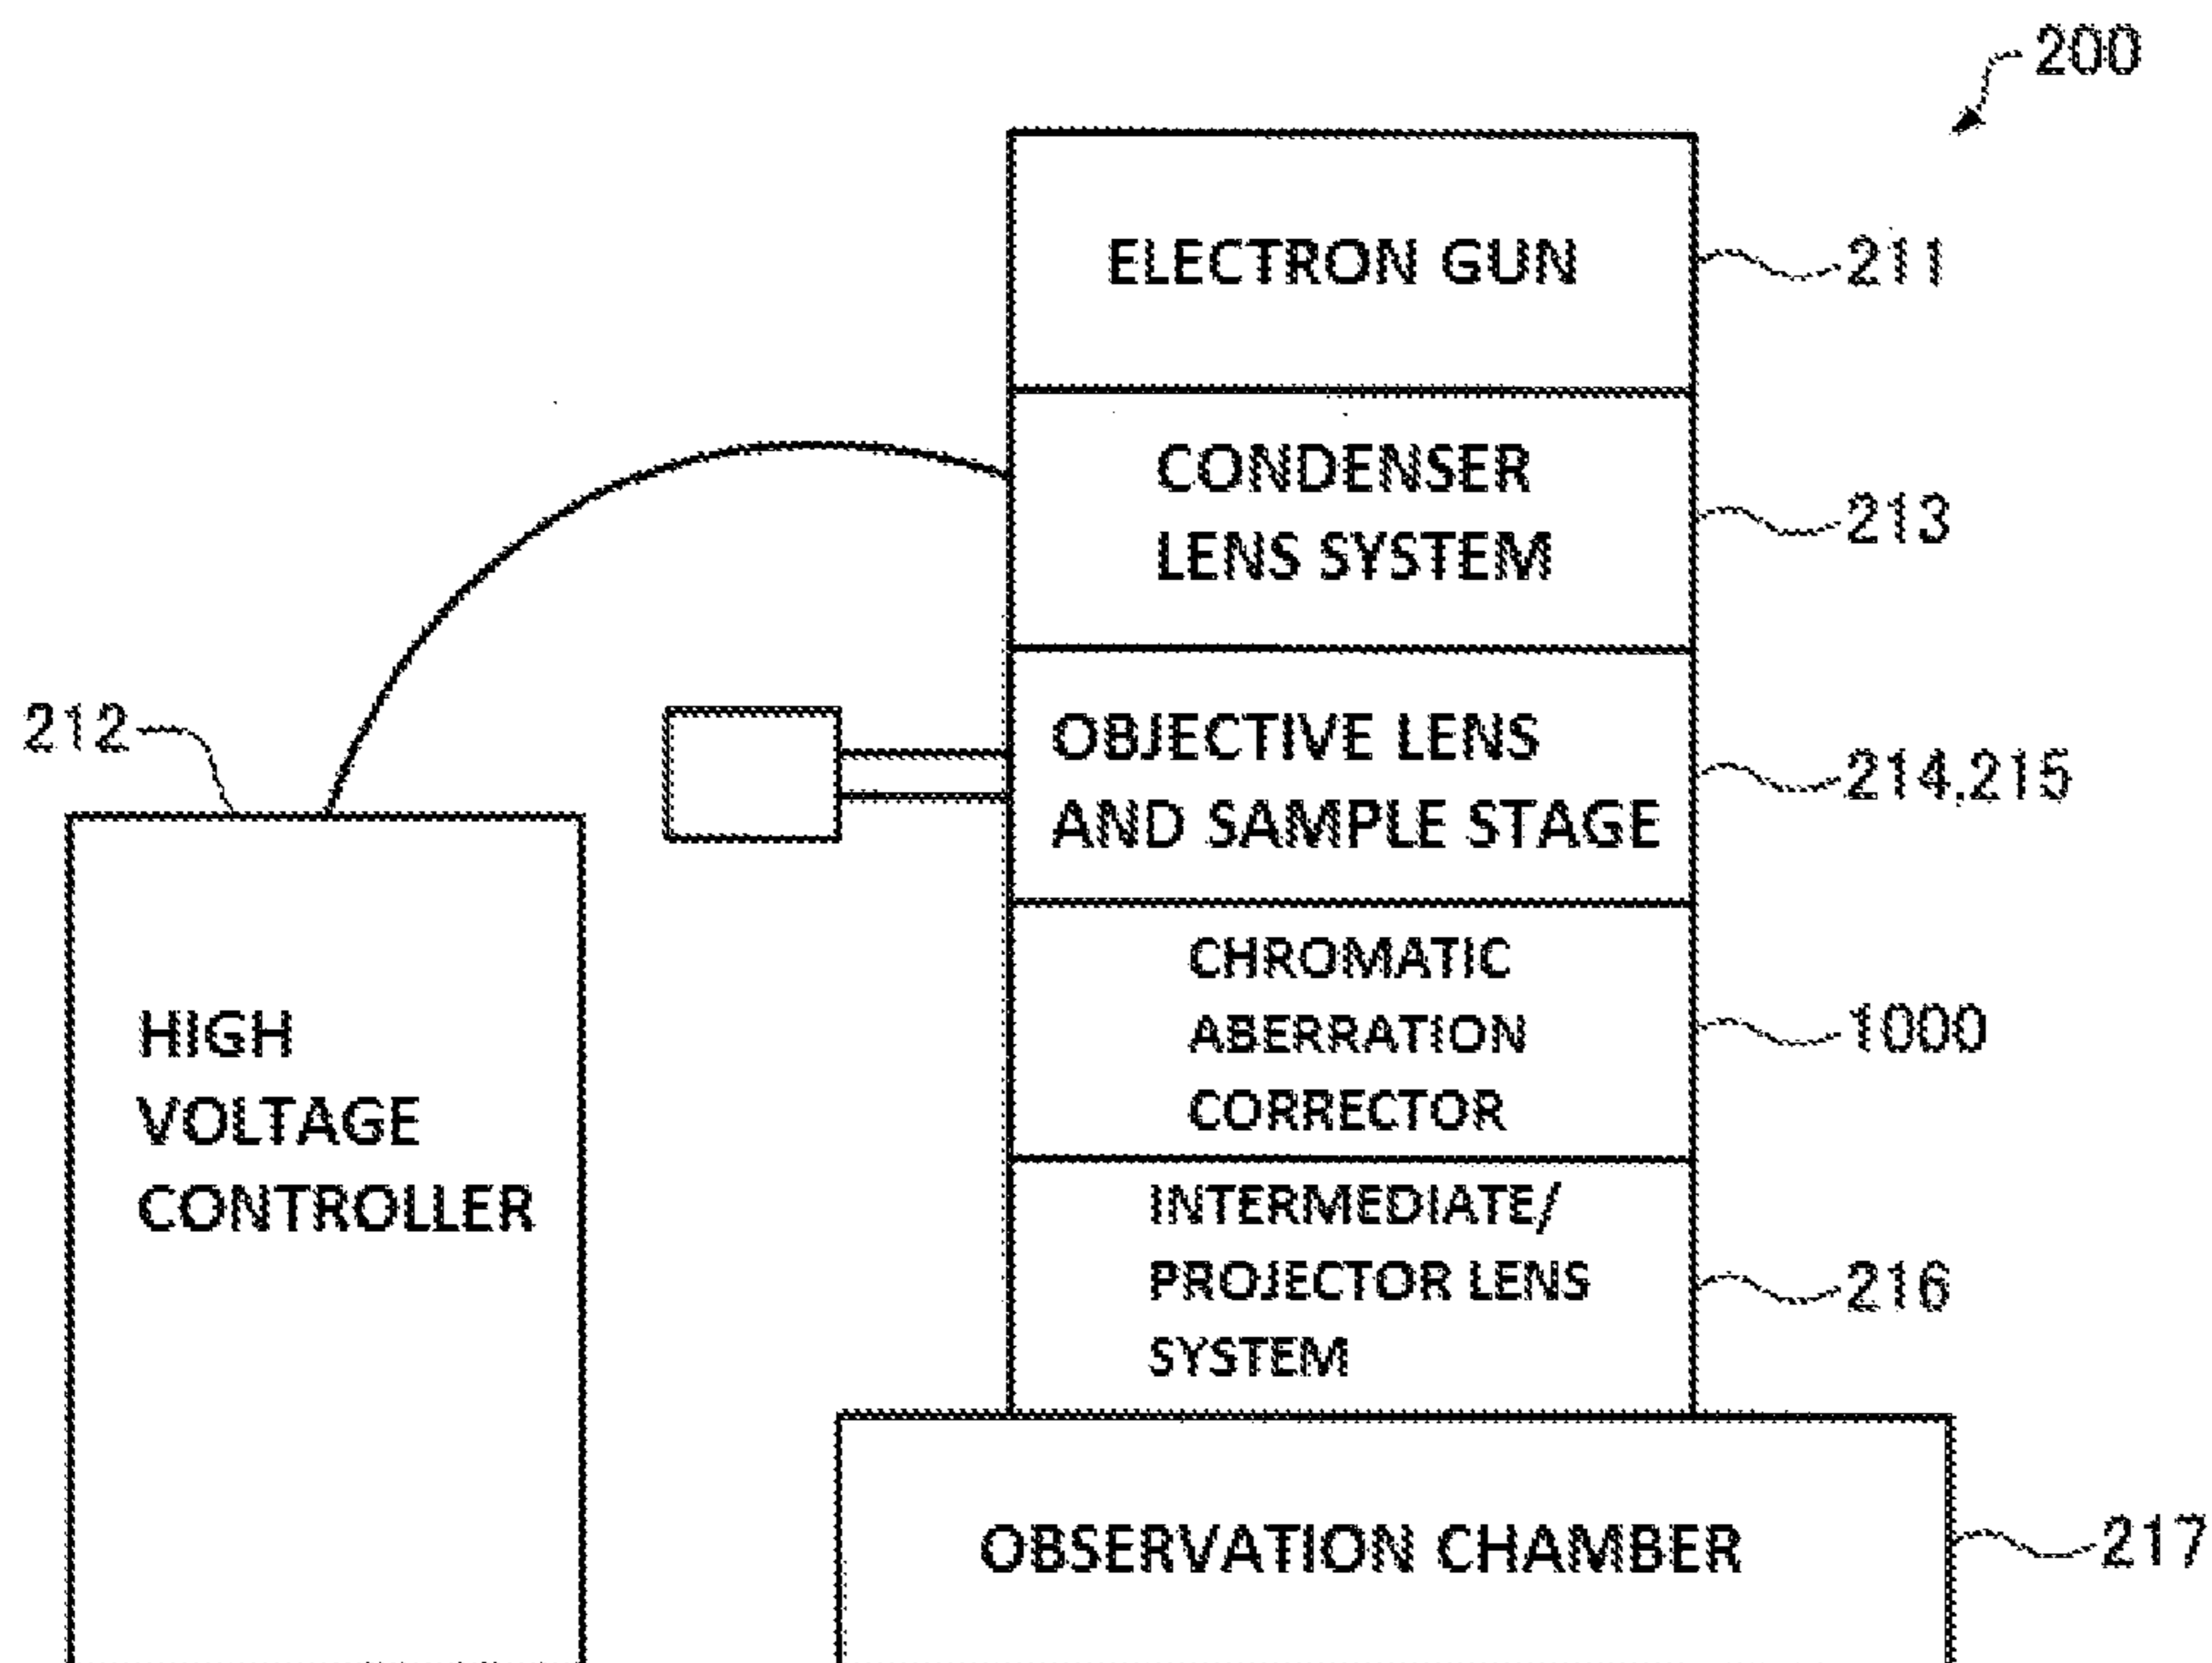 200
ELECTRON GUN
211
CONDENSER
LENS SYSTEM
213
212
OBJECTIVE LENS
AND SAMPLE STAGE
214,215
HIGH
VOLTAGE
CONTROLLER
CHROMATIC
ABERRATION
CORRECTOR
1000
INTERMEDIATE/
PROJECTOR LENS
SYSTEM
216
OBSERVATION CHAMBER
217